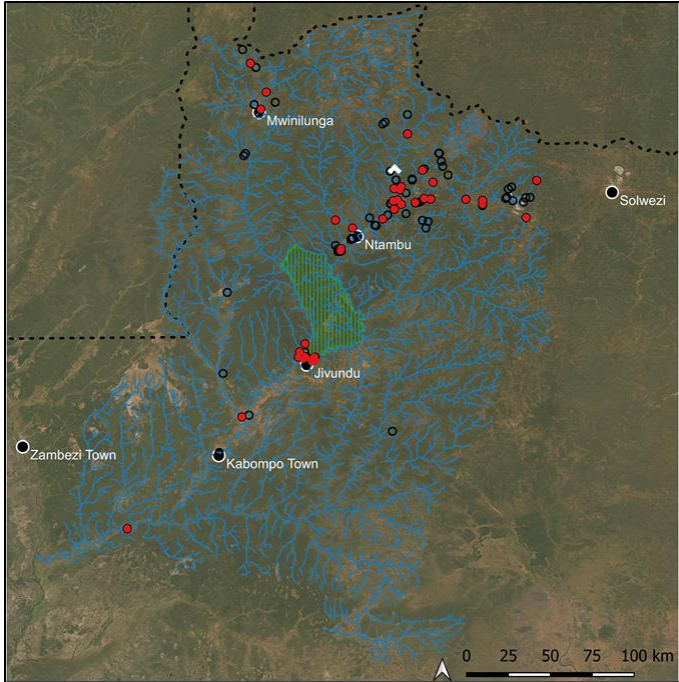 Mwinilunga
Solwezi
Ntambu
Jivundu
Zambezi Town
Kabompo Town
0 25 50 75 100 km